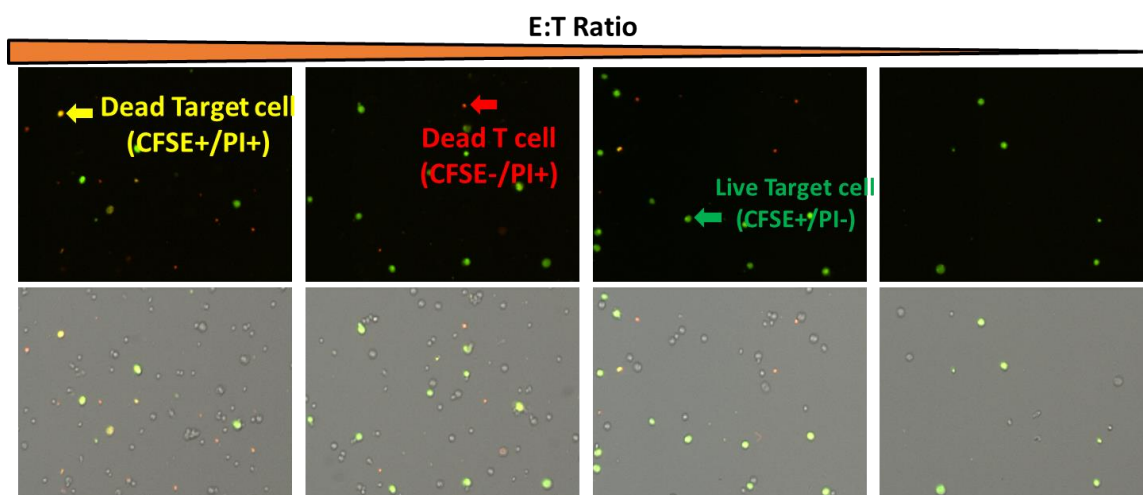 E:T Ratio
Dead Target cell
(CFSE+/PI+)
Dead T cell
(CFSE-/PI+)
Live Target cell
(CFSE+/PI-)